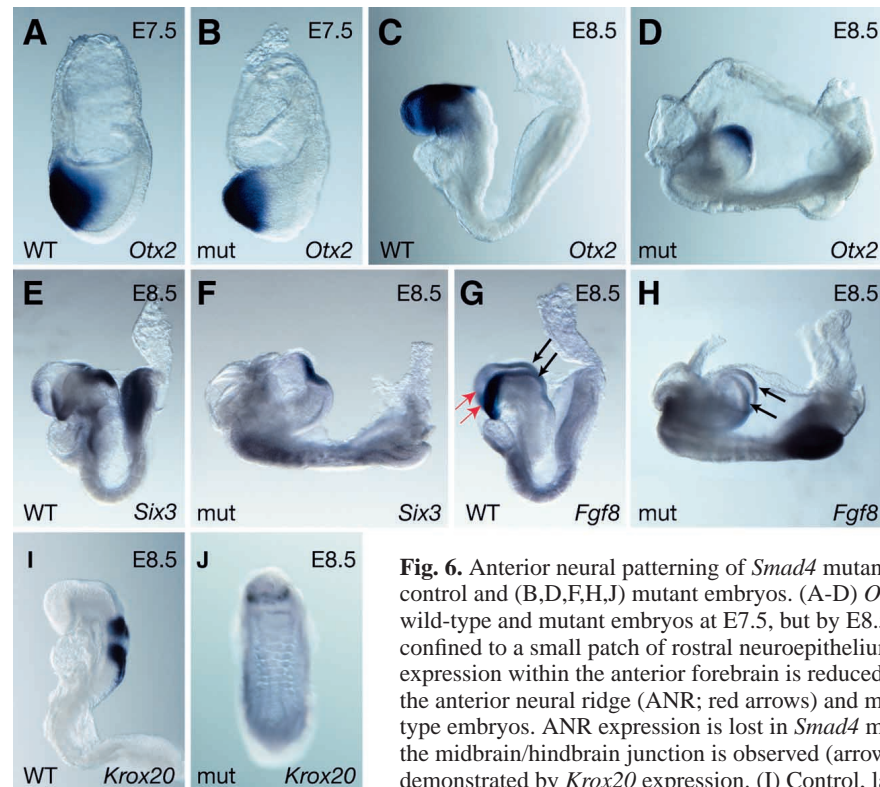 A E7.5 WT Otx2
B E7.5 mut Otx2
C E8.5 WT Otx2
D E8.5 mut Otx2
E E8.5 WT Six3
F E8.5 mut Six3
G E8.5 WT Fgf8
H E8.5 mut Fgf8
I E8.5 WT Krox20
J E8.5 mut Krox20
Fig. 6. Anterior neural patterning of Smad4 mutan
control and (B,D,F,H,J) mutant embryos. (A-D) O
wild-type and mutant embryos at E7.5, but by E8.
confined to a small patch of rostral neuroepithelium
expression within the anterior forebrain is reduced
the anterior neural ridge (ANR; red arrows) and m
type embryos. ANR expression is lost in Smad4 m
the midbrain/hindbrain junction is observed (arrow
demonstrated by Krox20 expression. (I) Control, la